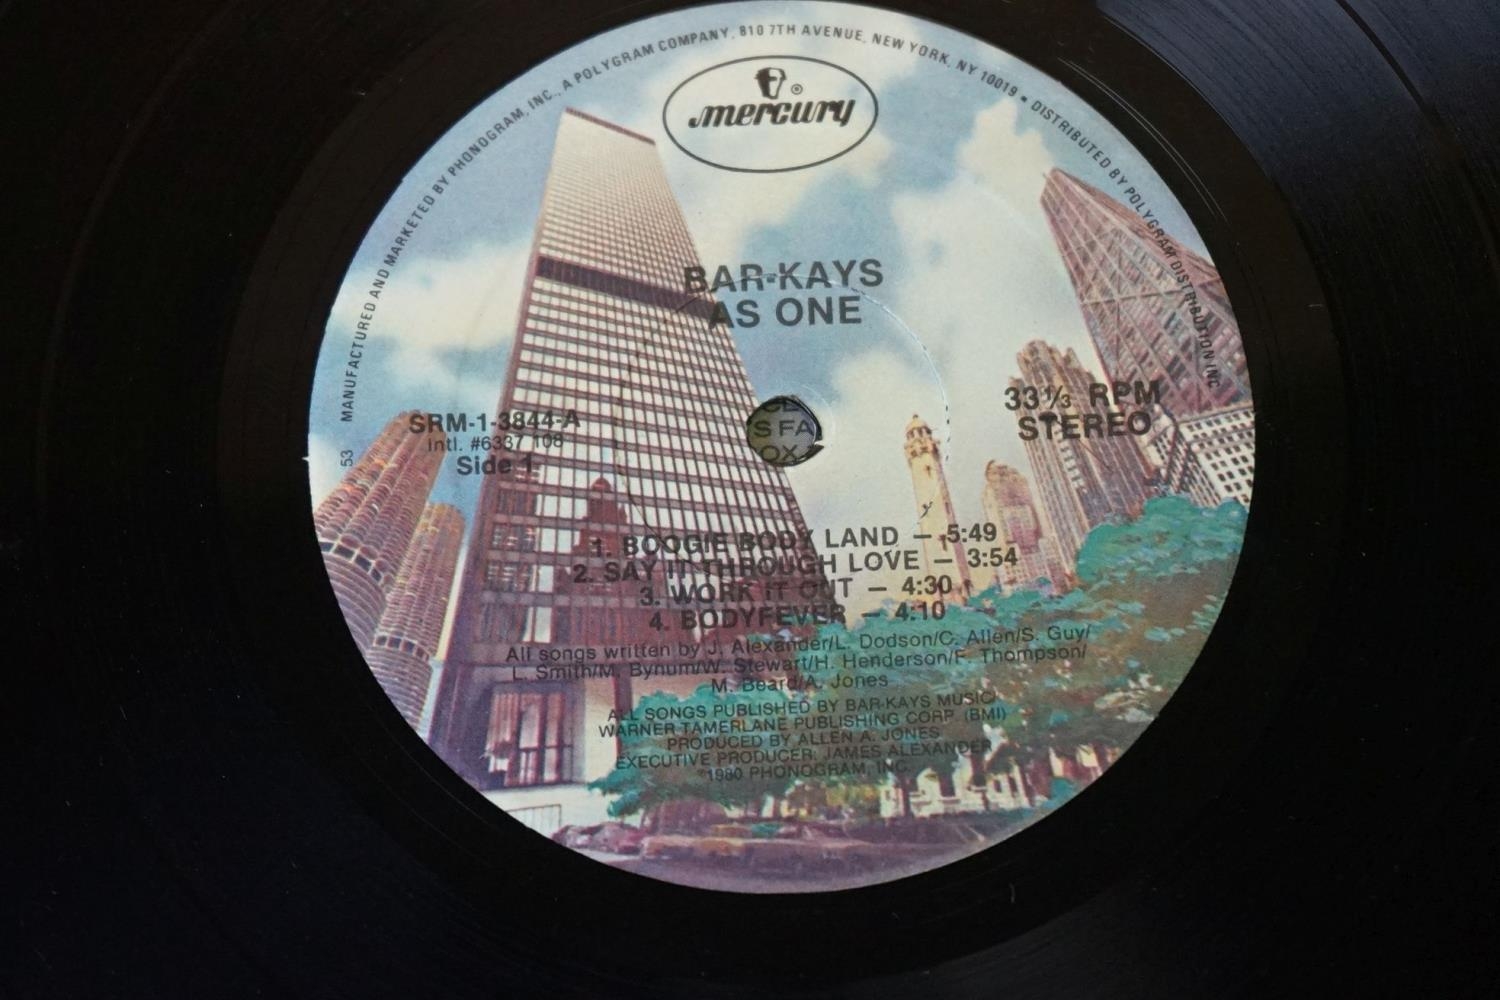 MANUFACTURED AND MARKETED BY PHONOGRAM, INC., A POLYGRAM COMPANY, 810 7TH AVENUE, NEW YORK, NY 10019 • DISTRIBUTED BY POLYGRAM DISTRIBUTION INC
mercury ®
BAR-KAYS
AS ONE
SRM-1-3844-A
Intl. #6337 108
Side 1
53
33⅓ RPM
STEREO
CE
S FA
OX
1. BOOGIE BODY LAND — 5:49
2. SAY IT THROUGH LOVE — 3:54
3. WORK IT OUT — 4:30
4. BODYFEVER — 4:10
All songs written by J. Alexander/L. Dodson/C. Allen/S. Guy/
L. Smith/M. Bynum/W. Stewart/H. Henderson/F. Thompson/
M. Beard/A. Jones
ALL SONGS PUBLISHED BY BAR-KAYS MUSIC/
WARNER TAMERLANE PUBLISHING CORP. (BMI)
PRODUCED BY ALLEN A. JONES
EXECUTIVE PRODUCER: JAMES ALEXANDER
℗1980 PHONOGRAM, INC.